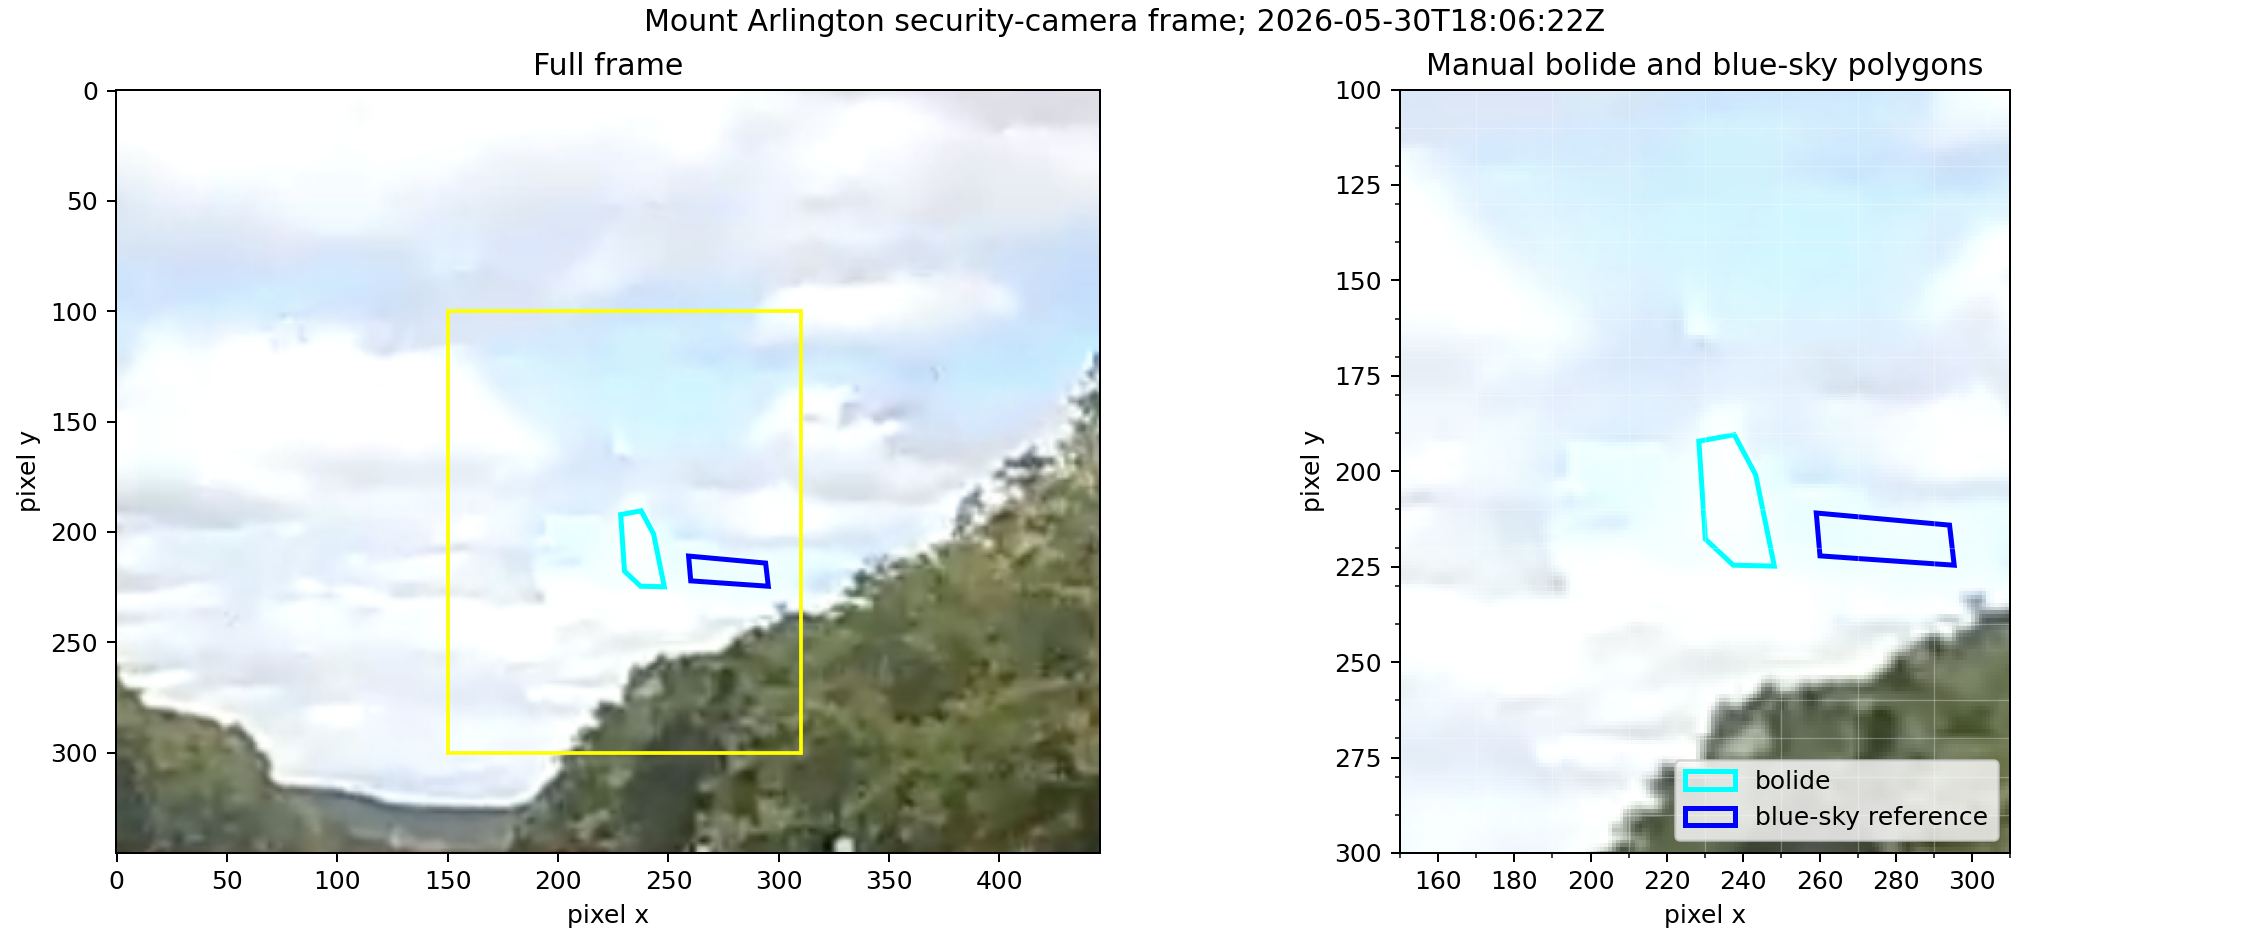 Mount Arlington security-camera frame; 2026-05-30T18:06:22Z
Full frame
0
50
100
150
200
250
300
pixel y
0 50 100 150 200 250 300 350 400
pixel x
Manual bolide and blue-sky polygons
100
125
150
175
200
225
250
275
300
pixel y
bolide
blue-sky reference
160 180 200 220 240 260 280 300
pixel x